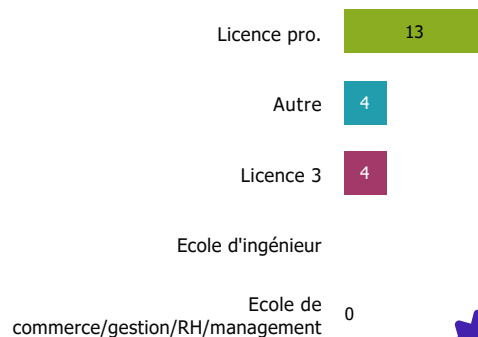 Licence pro. 13
Autre 4
Licence 3 4
Ecole d'ingénieur
Ecole de
commerce/gestion/RH/management 0